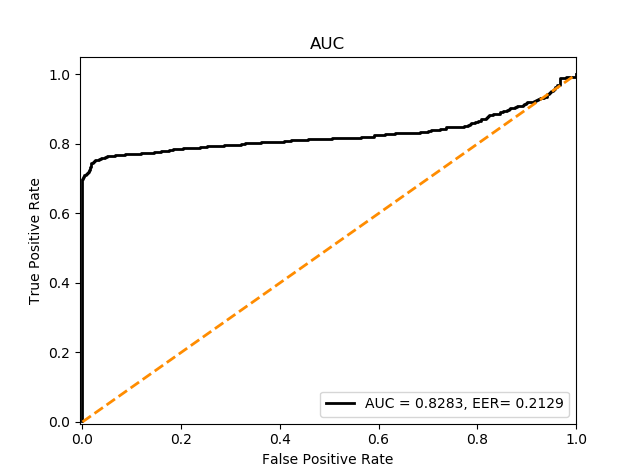 AUC
1.0
0.8
0.6
0.4
0.2
0.0
True Positive Rate
AUC = 0.8283, EER= 0.2129
0.0 0.2 0.4 0.6 0.8 1.0
False Positive Rate